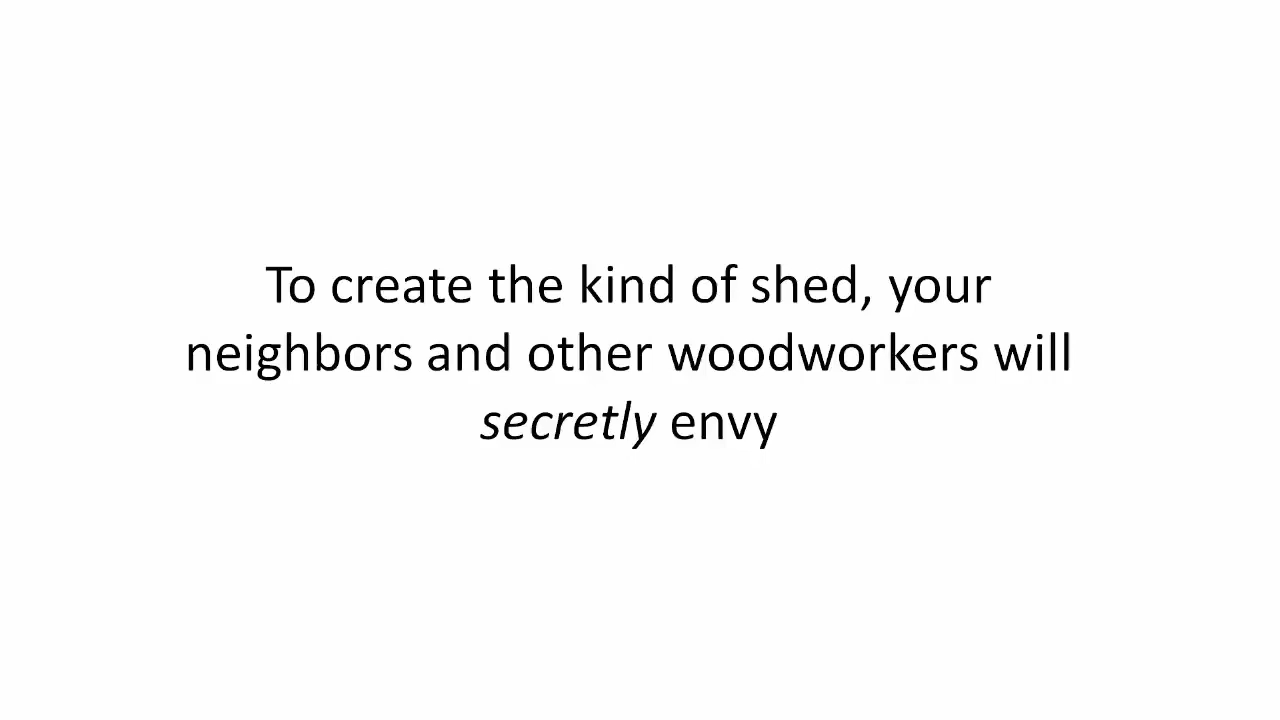 To create the kind of shed, your
neighbors and other woodworkers will
secretly envy